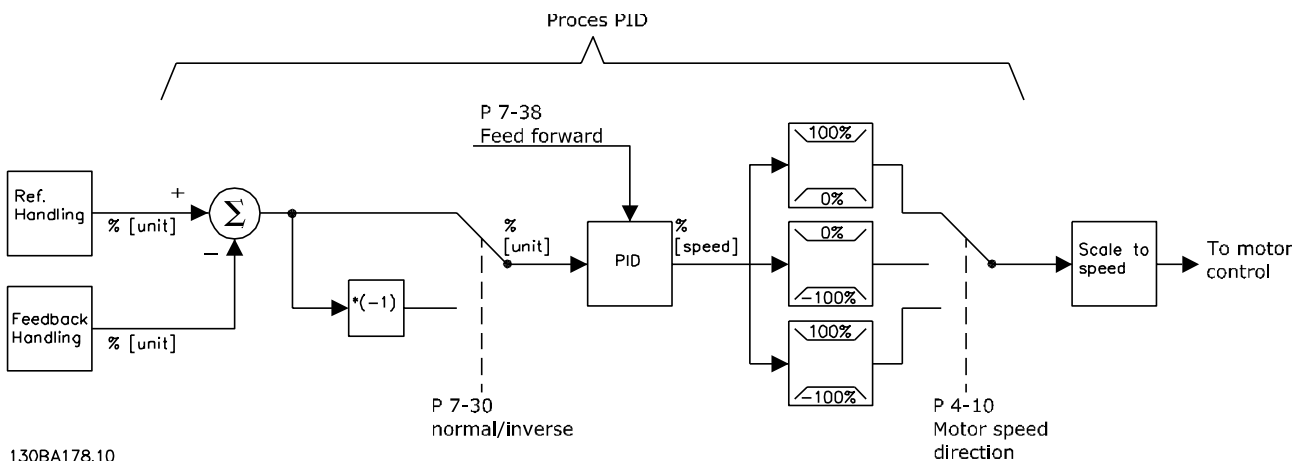 Proces PID
P 7-38
Feed forward
100%
0%
Ref.
Handling
+
% [unit]
Σ
−
%
[unit]
PID
%
[speed]
0%
-100%
Scale to
speed
To motor
control
*(-1)
Feedback
Handling
% [unit]
100%
-100%
P 7-30
normal/inverse
P 4-10
Motor speed
direction
130BA178.10